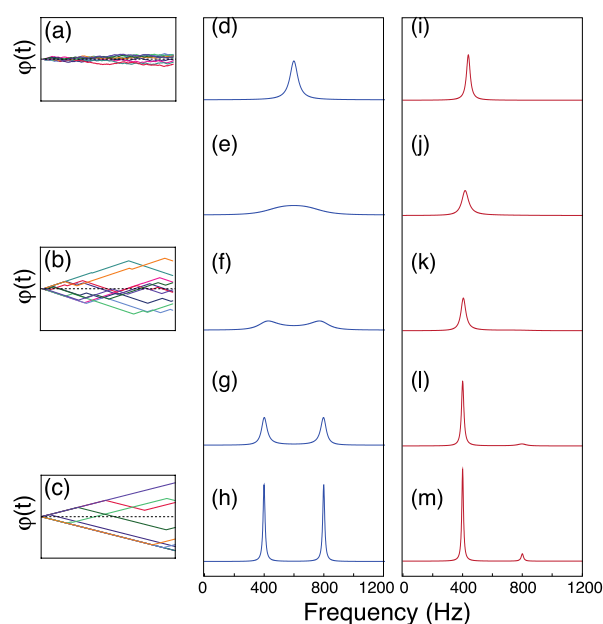 (a)
φ(t)
(b)
φ(t)
(c)
φ(t)
(d)
(e)
(f)
(g)
(h)
0 400 800 1200
(i)
(j)
(k)
(l)
(m)
0 400 800 1200
Frequency (Hz)